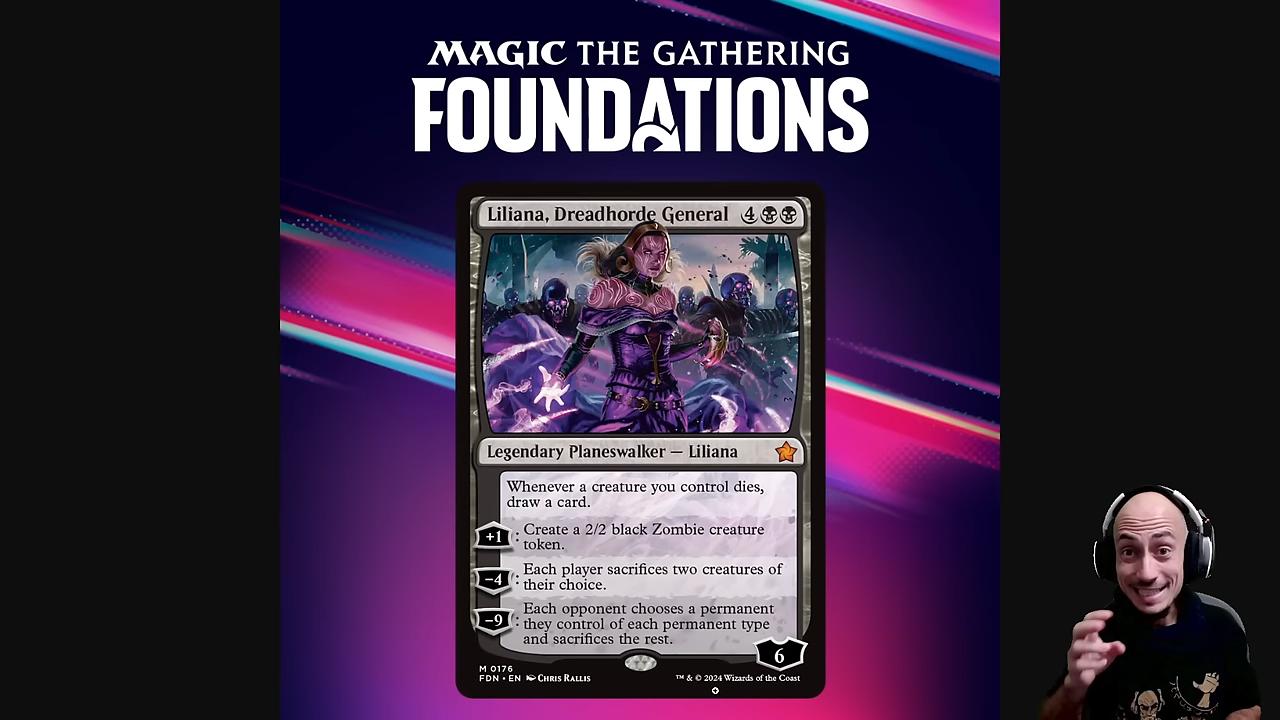 MAGIC THE GATHERING
FOUNDATIONS
Liliana, Dreadhorde General 4
Legendary Planeswalker — Liliana
Whenever a creature you control dies,
draw a card.
+1: Create a 2/2 black Zombie creature
token.
−4: Each player sacrifices two creatures of
their choice.
−9: Each opponent chooses a permanent
they control of each permanent type
and sacrifices the rest.
6
M 0176
FDN • EN Chris Rallis
™ & © 2024 Wizards of the Coast